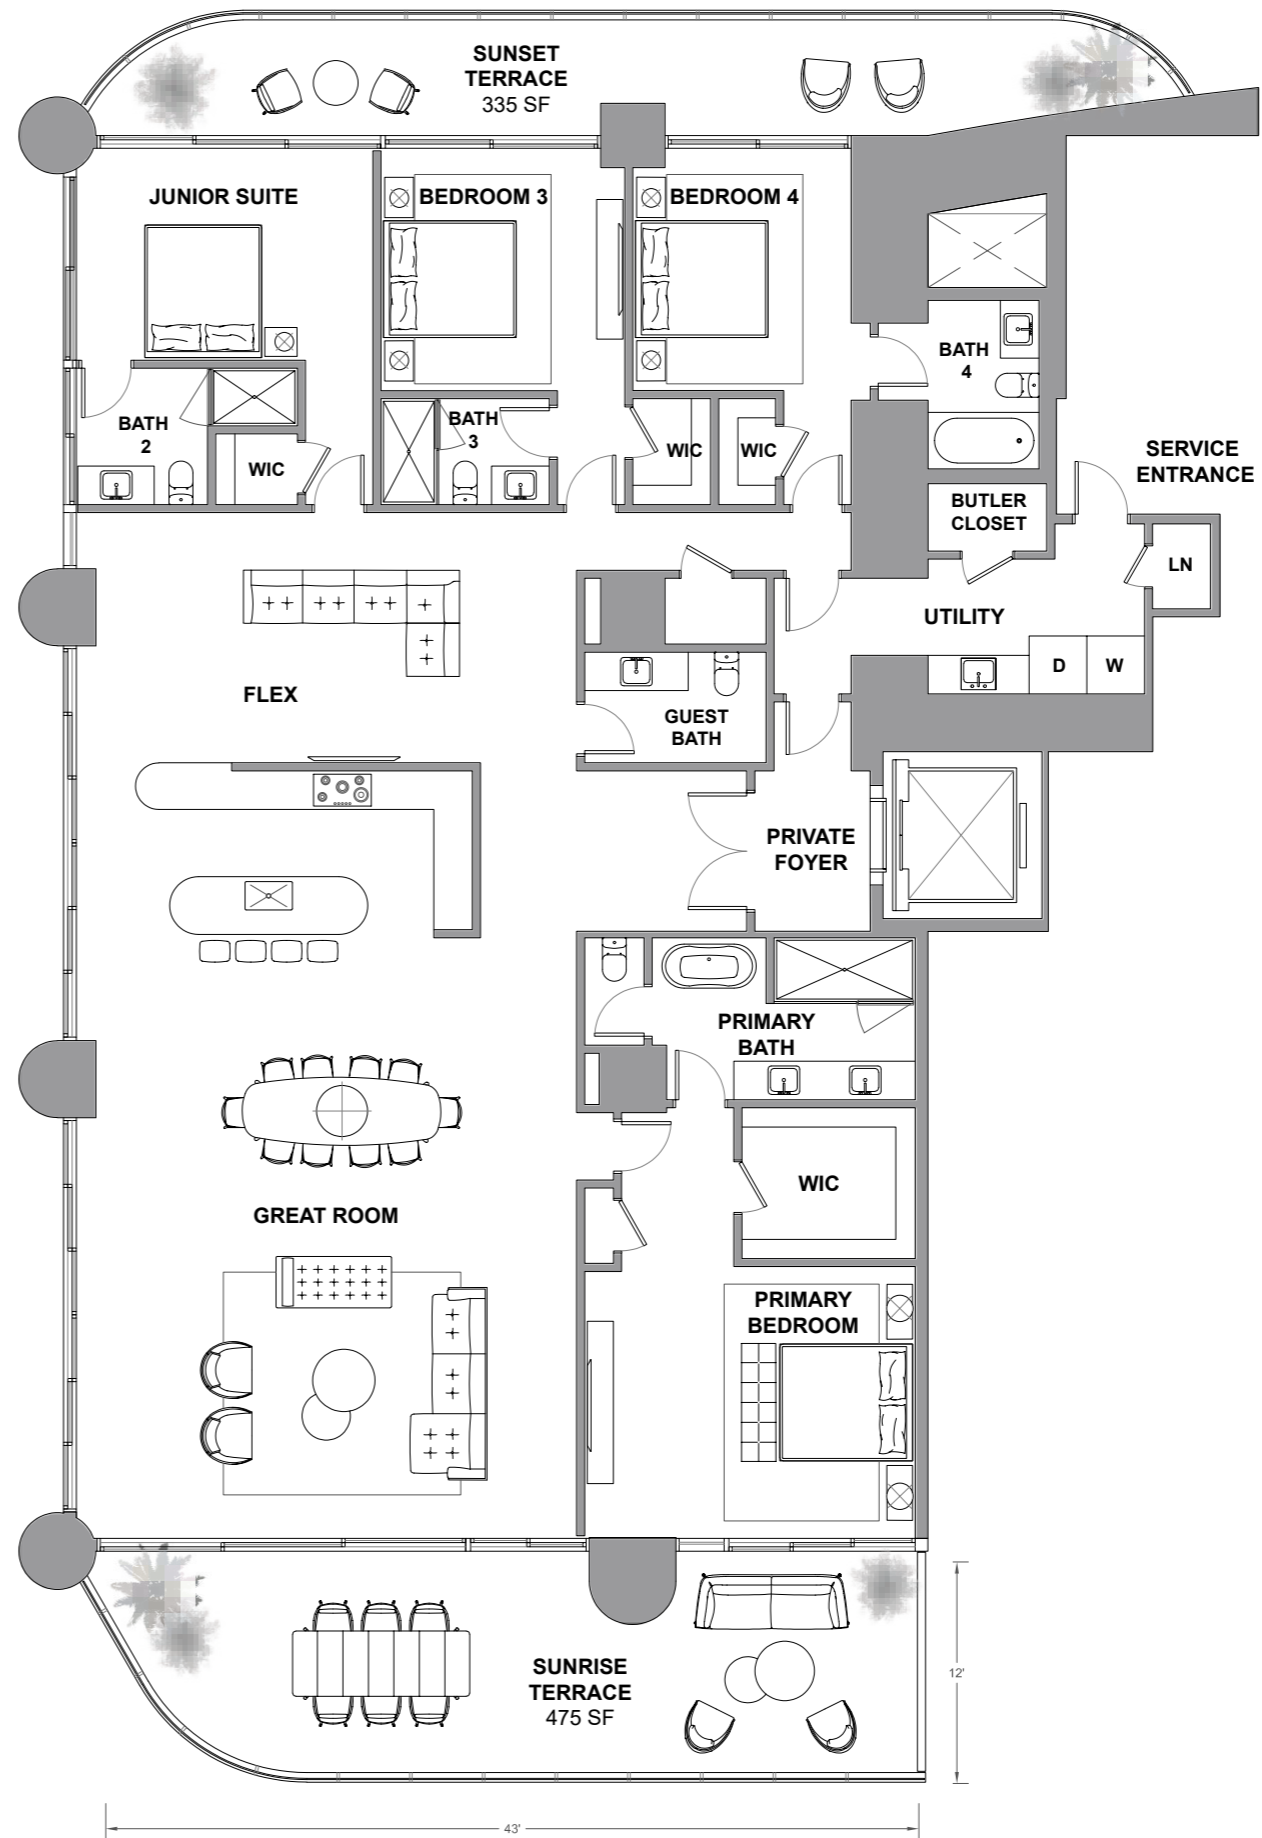 SUNSET
TERRACE
335 SF
JUNIOR SUITE
BEDROOM 3
BEDROOM 4
BATH
4
BATH
2
BATH
3
WIC
WIC
WIC
SERVICE
ENTRANCE
BUTLER
CLOSET
LN
UTILITY
D
W
FLEX
GUEST
BATH
PRIVATE
FOYER
PRIMARY
BATH
WIC
GREAT ROOM
PRIMARY
BEDROOM
SUNRISE
TERRACE
475 SF
12'
43'